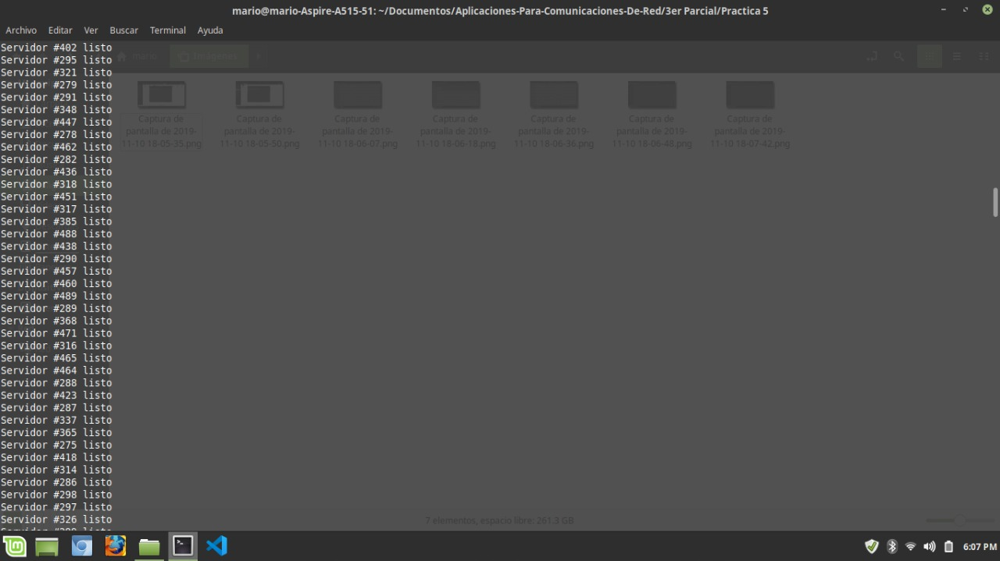 mario@mario-Aspire-A515-51: ~/Documentos/Aplicaciones-Para-Comunicaciones-De-Red/3er Parcial/Practica 5
Archivo Editar Ver Buscar Terminal Ayuda
mario Imágenes
Servidor #402 listo
Servidor #295 listo
Servidor #321 listo
Servidor #279 listo
Servidor #291 listo
Servidor #348 listo
Servidor #447 listo
Servidor #278 listo
Servidor #462 listo
Servidor #282 listo
Servidor #436 listo
Servidor #318 listo
Servidor #451 listo
Servidor #317 listo
Servidor #385 listo
Servidor #488 listo
Servidor #438 listo
Servidor #290 listo
Servidor #457 listo
Servidor #460 listo
Servidor #489 listo
Servidor #289 listo
Servidor #368 listo
Servidor #471 listo
Servidor #316 listo
Servidor #465 listo
Servidor #464 listo
Servidor #288 listo
Servidor #423 listo
Servidor #287 listo
Servidor #337 listo
Servidor #365 listo
Servidor #275 listo
Servidor #418 listo
Servidor #314 listo
Servidor #286 listo
Servidor #298 listo
Servidor #297 listo
Servidor #326 listo
Captura de
pantalla de 2019-
11-10 18-05-35.png
Captura de
pantalla de 2019-
11-10 18-05-50.png
Captura de
pantalla de 2019-
11-10 18-06-07.png
Captura de
pantalla de 2019-
11-10 18-06-18.png
Captura de
pantalla de 2019-
11-10 18-06-36.png
Captura de
pantalla de 2019-
11-10 18-06-48.png
Captura de
pantalla de 2019-
11-10 18-07-42.png
7 elementos, espacio libre: 261.3 GB
6:07 PM